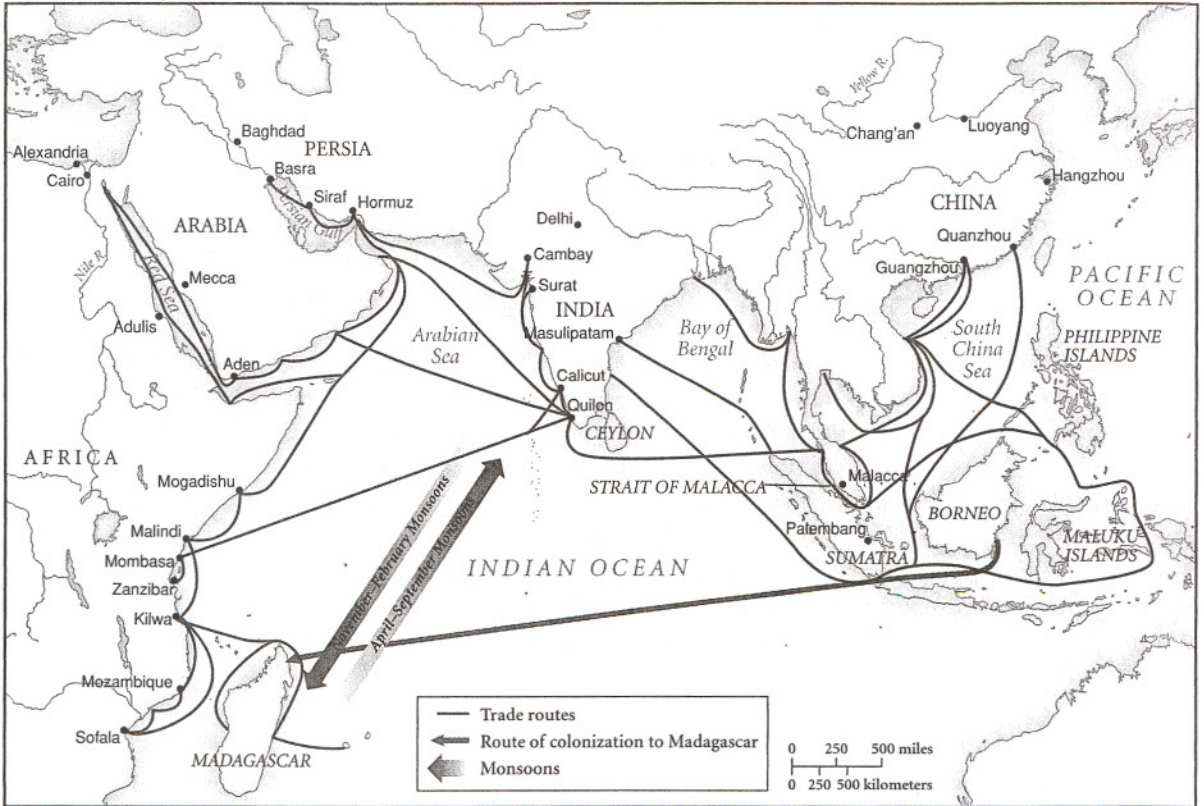 Yellow R.
Chang'an
Luoyang
Baghdad
PERSIA
Alexandria
Cairo
Basra
Siraf
Hormuz
Persian Gulf
Hangzhou
ARABIA
Delhi
CHINA
Nile R.
Red Sea
Mecca
Cambay
Quanzhou
Guangzhou
Surat
INDIA
PACIFIC
OCEAN
Adulis
Arabian
Sea
Masulipatam
Bay of
Bengal
South
China
Sea
PHILIPPINE
ISLANDS
Aden
Calicut
Quilon
CEYLON
AFRICA
Mogadishu
STRAIT OF MALACCA
Malacca
BORNEO
Malindi
Mombasa
Zanzibar
Kilwa
November–February Monsoons
April–September Monsoons
INDIAN OCEAN
Palembang
SUMATRA
MALUKU
ISLANDS
Mozambique
Sofala
MADAGASCAR
Trade routes
Route of colonization to Madagascar
Monsoons
0 250 500 miles
0 250 500 kilometers